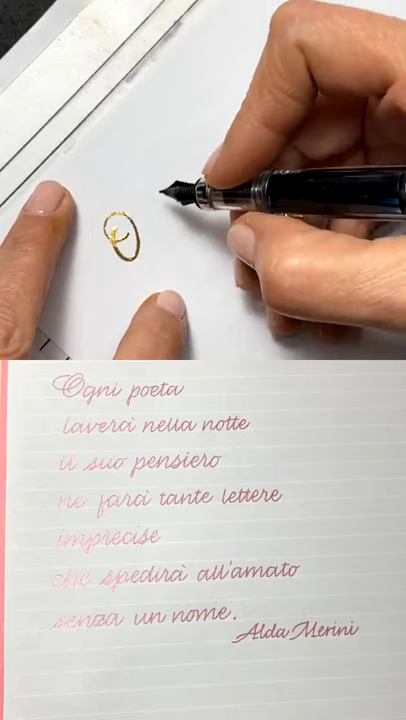 O
Ogni poeta
laverà nella notte
il suo pensiero
ne farà tante lettere
imprecise
che spedirà all'amato
senza un nome.
Alda Merini